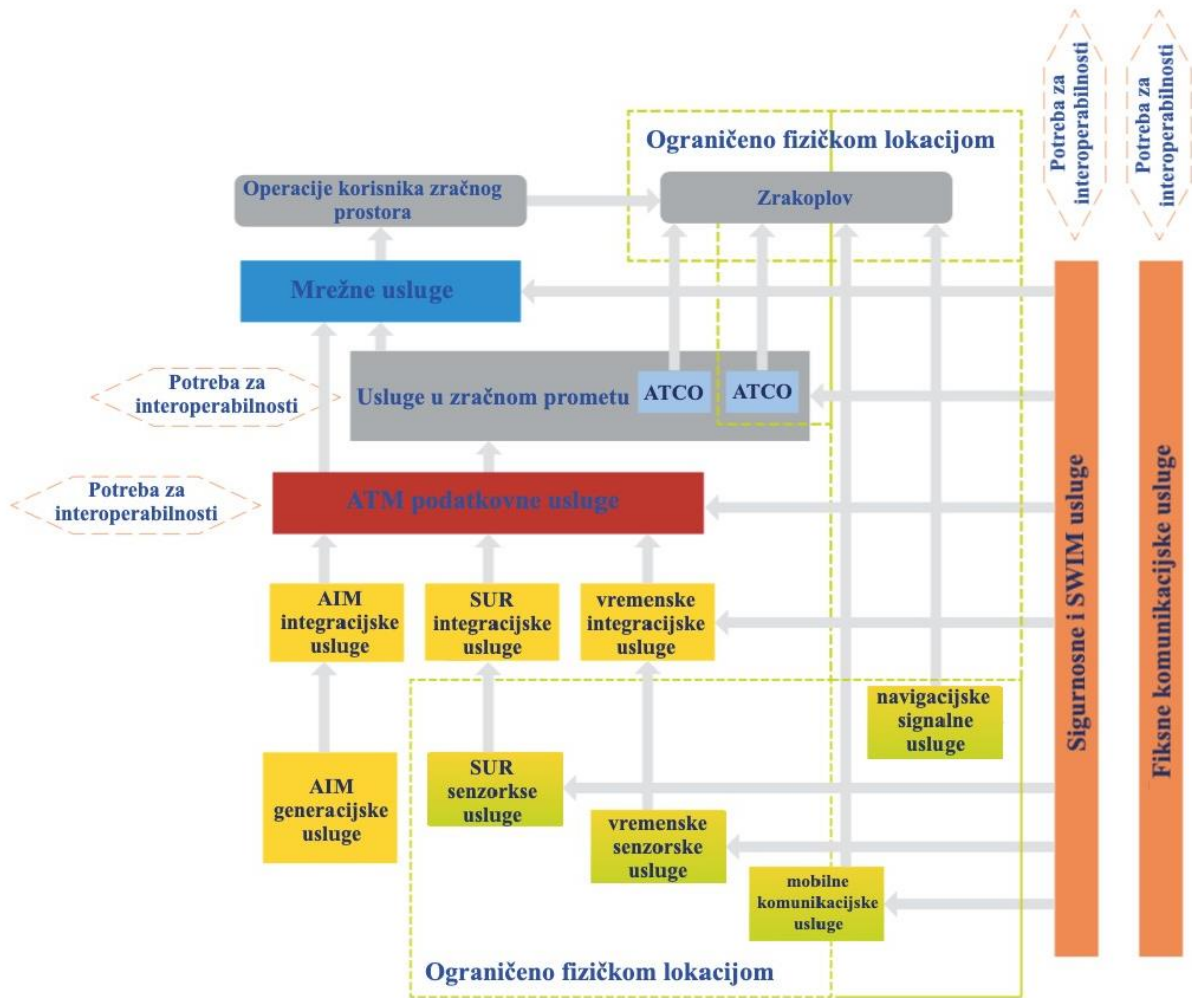 Potreba za
interoperabilnosti
Potreba za
interoperabilnosti
Ograničeno fizičkom lokacijom
Operacije korisnika zračnog
prostora
Zrakoplov
Mrežne usluge
Potreba za
interoperabilnosti
Usluge u zračnom prometu
ATCO
ATCO
Potreba za
interoperabilnosti
ATM podatkovne usluge
AIM
integracijske
usluge
SUR
integracijske
usluge
vremenske
integracijske
usluge
navigacijske
signalne
usluge
AIM
generacijske
usluge
SUR
senzorkse
usluge
vremenske
senzorske
usluge
mobilne
komunikacijske
usluge
Ograničeno fizičkom lokacijom
Sigurnosne i SWIM usluge
Fiksne komunikacijske usluge